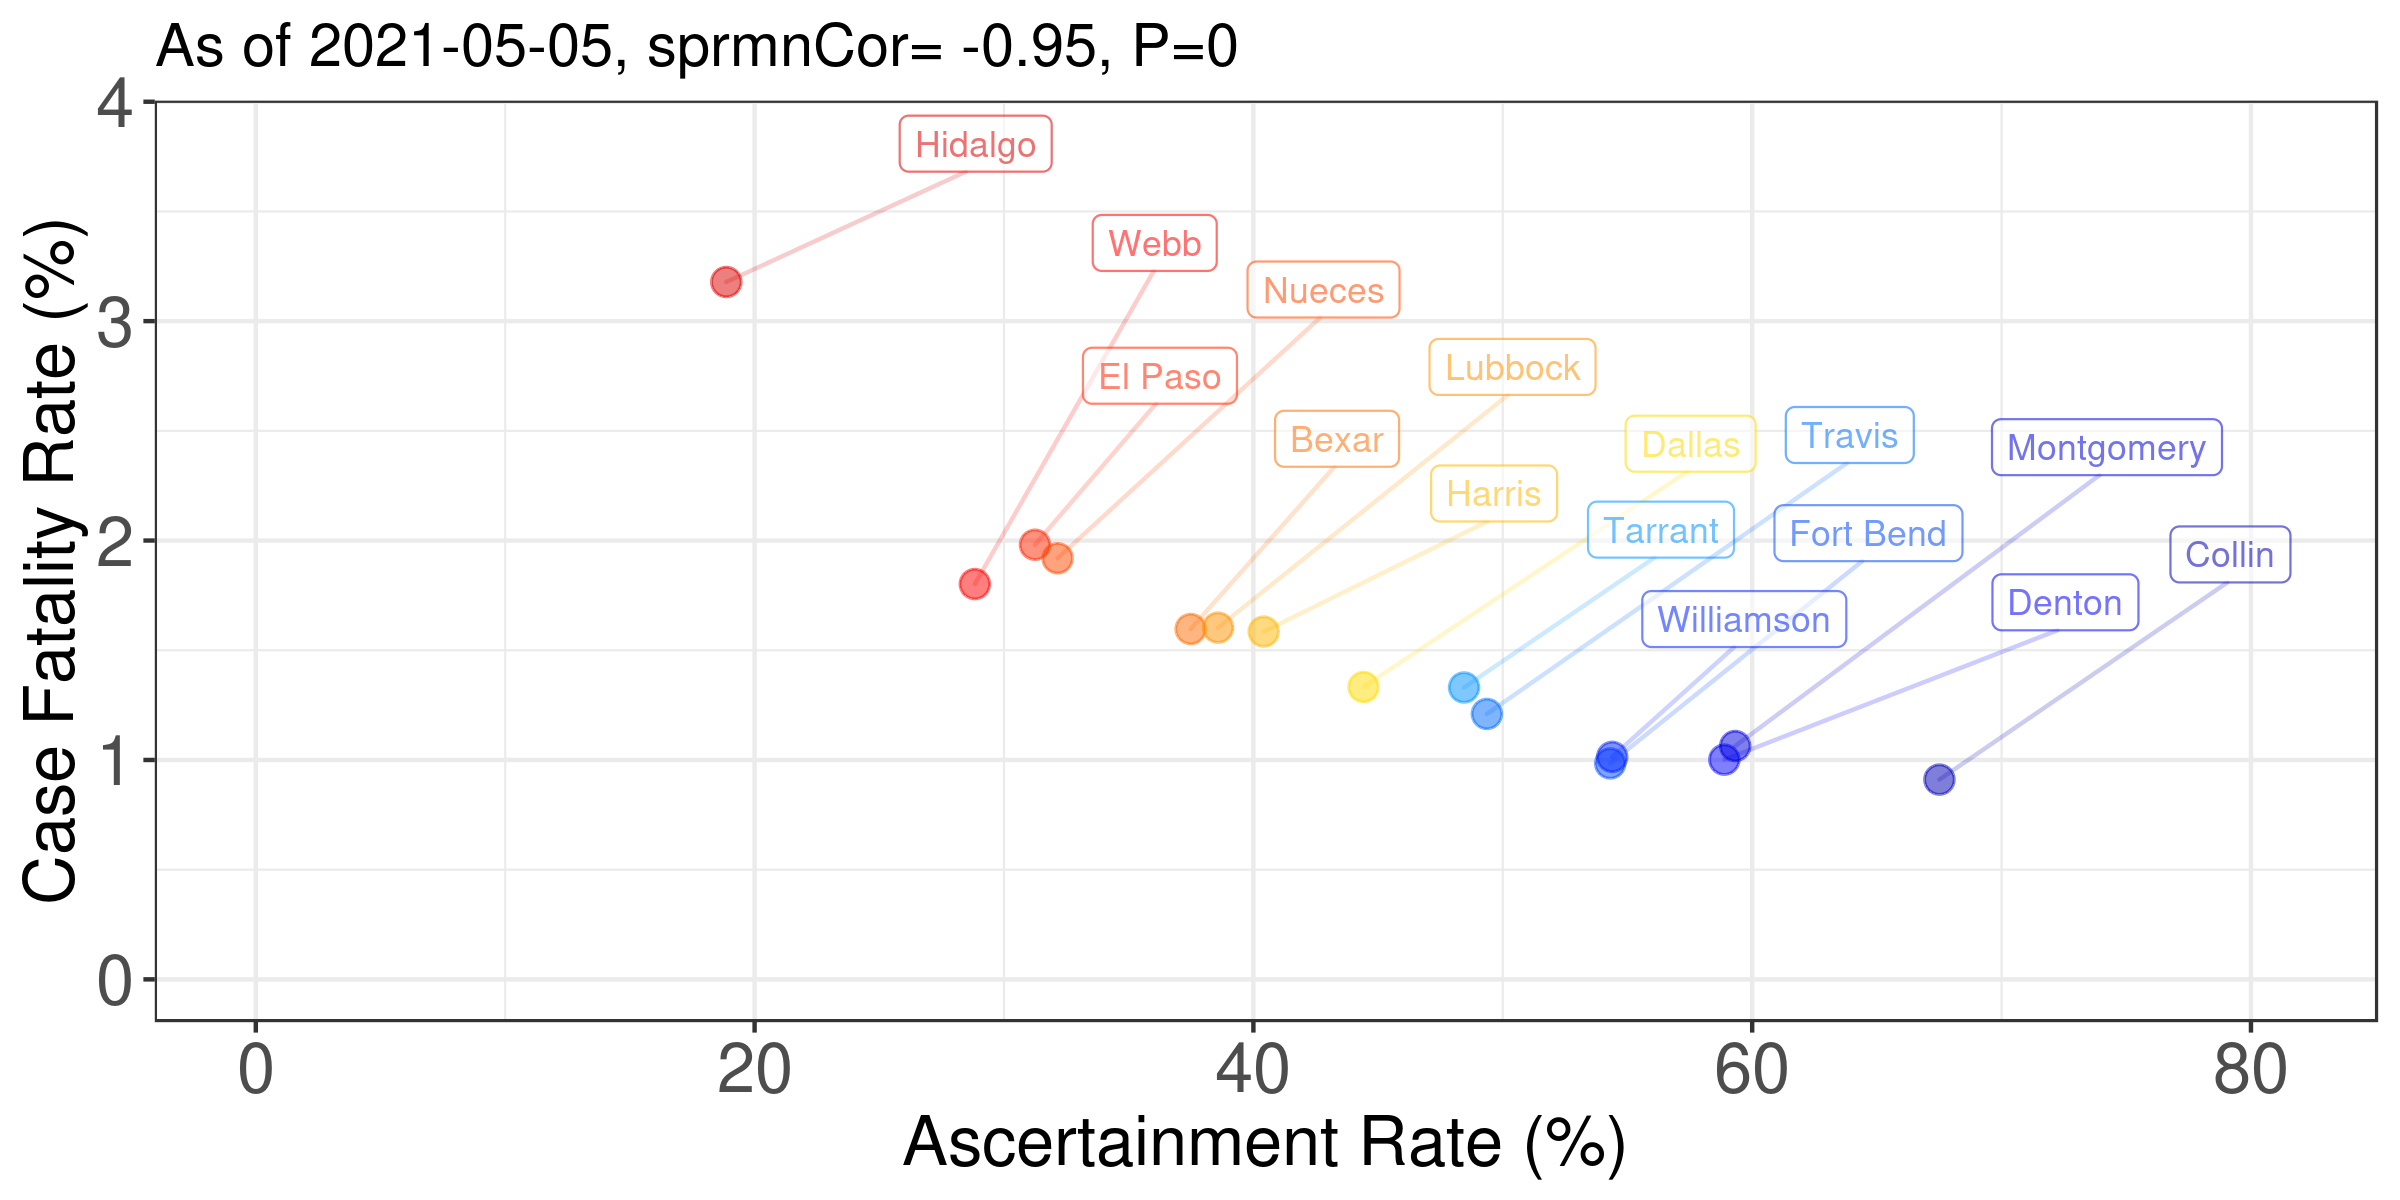 As of 2021-05-05, sprmnCor= -0.95, P=0
Case Fatality Rate (%)
4
3
2
1
0
Hidalgo
Webb
Nueces
El Paso
Lubbock
Bexar
Dallas
Travis
Montgomery
Harris
Tarrant
Fort Bend
Collin
Williamson
Denton
0 20 40 60 80
Ascertainment Rate (%)